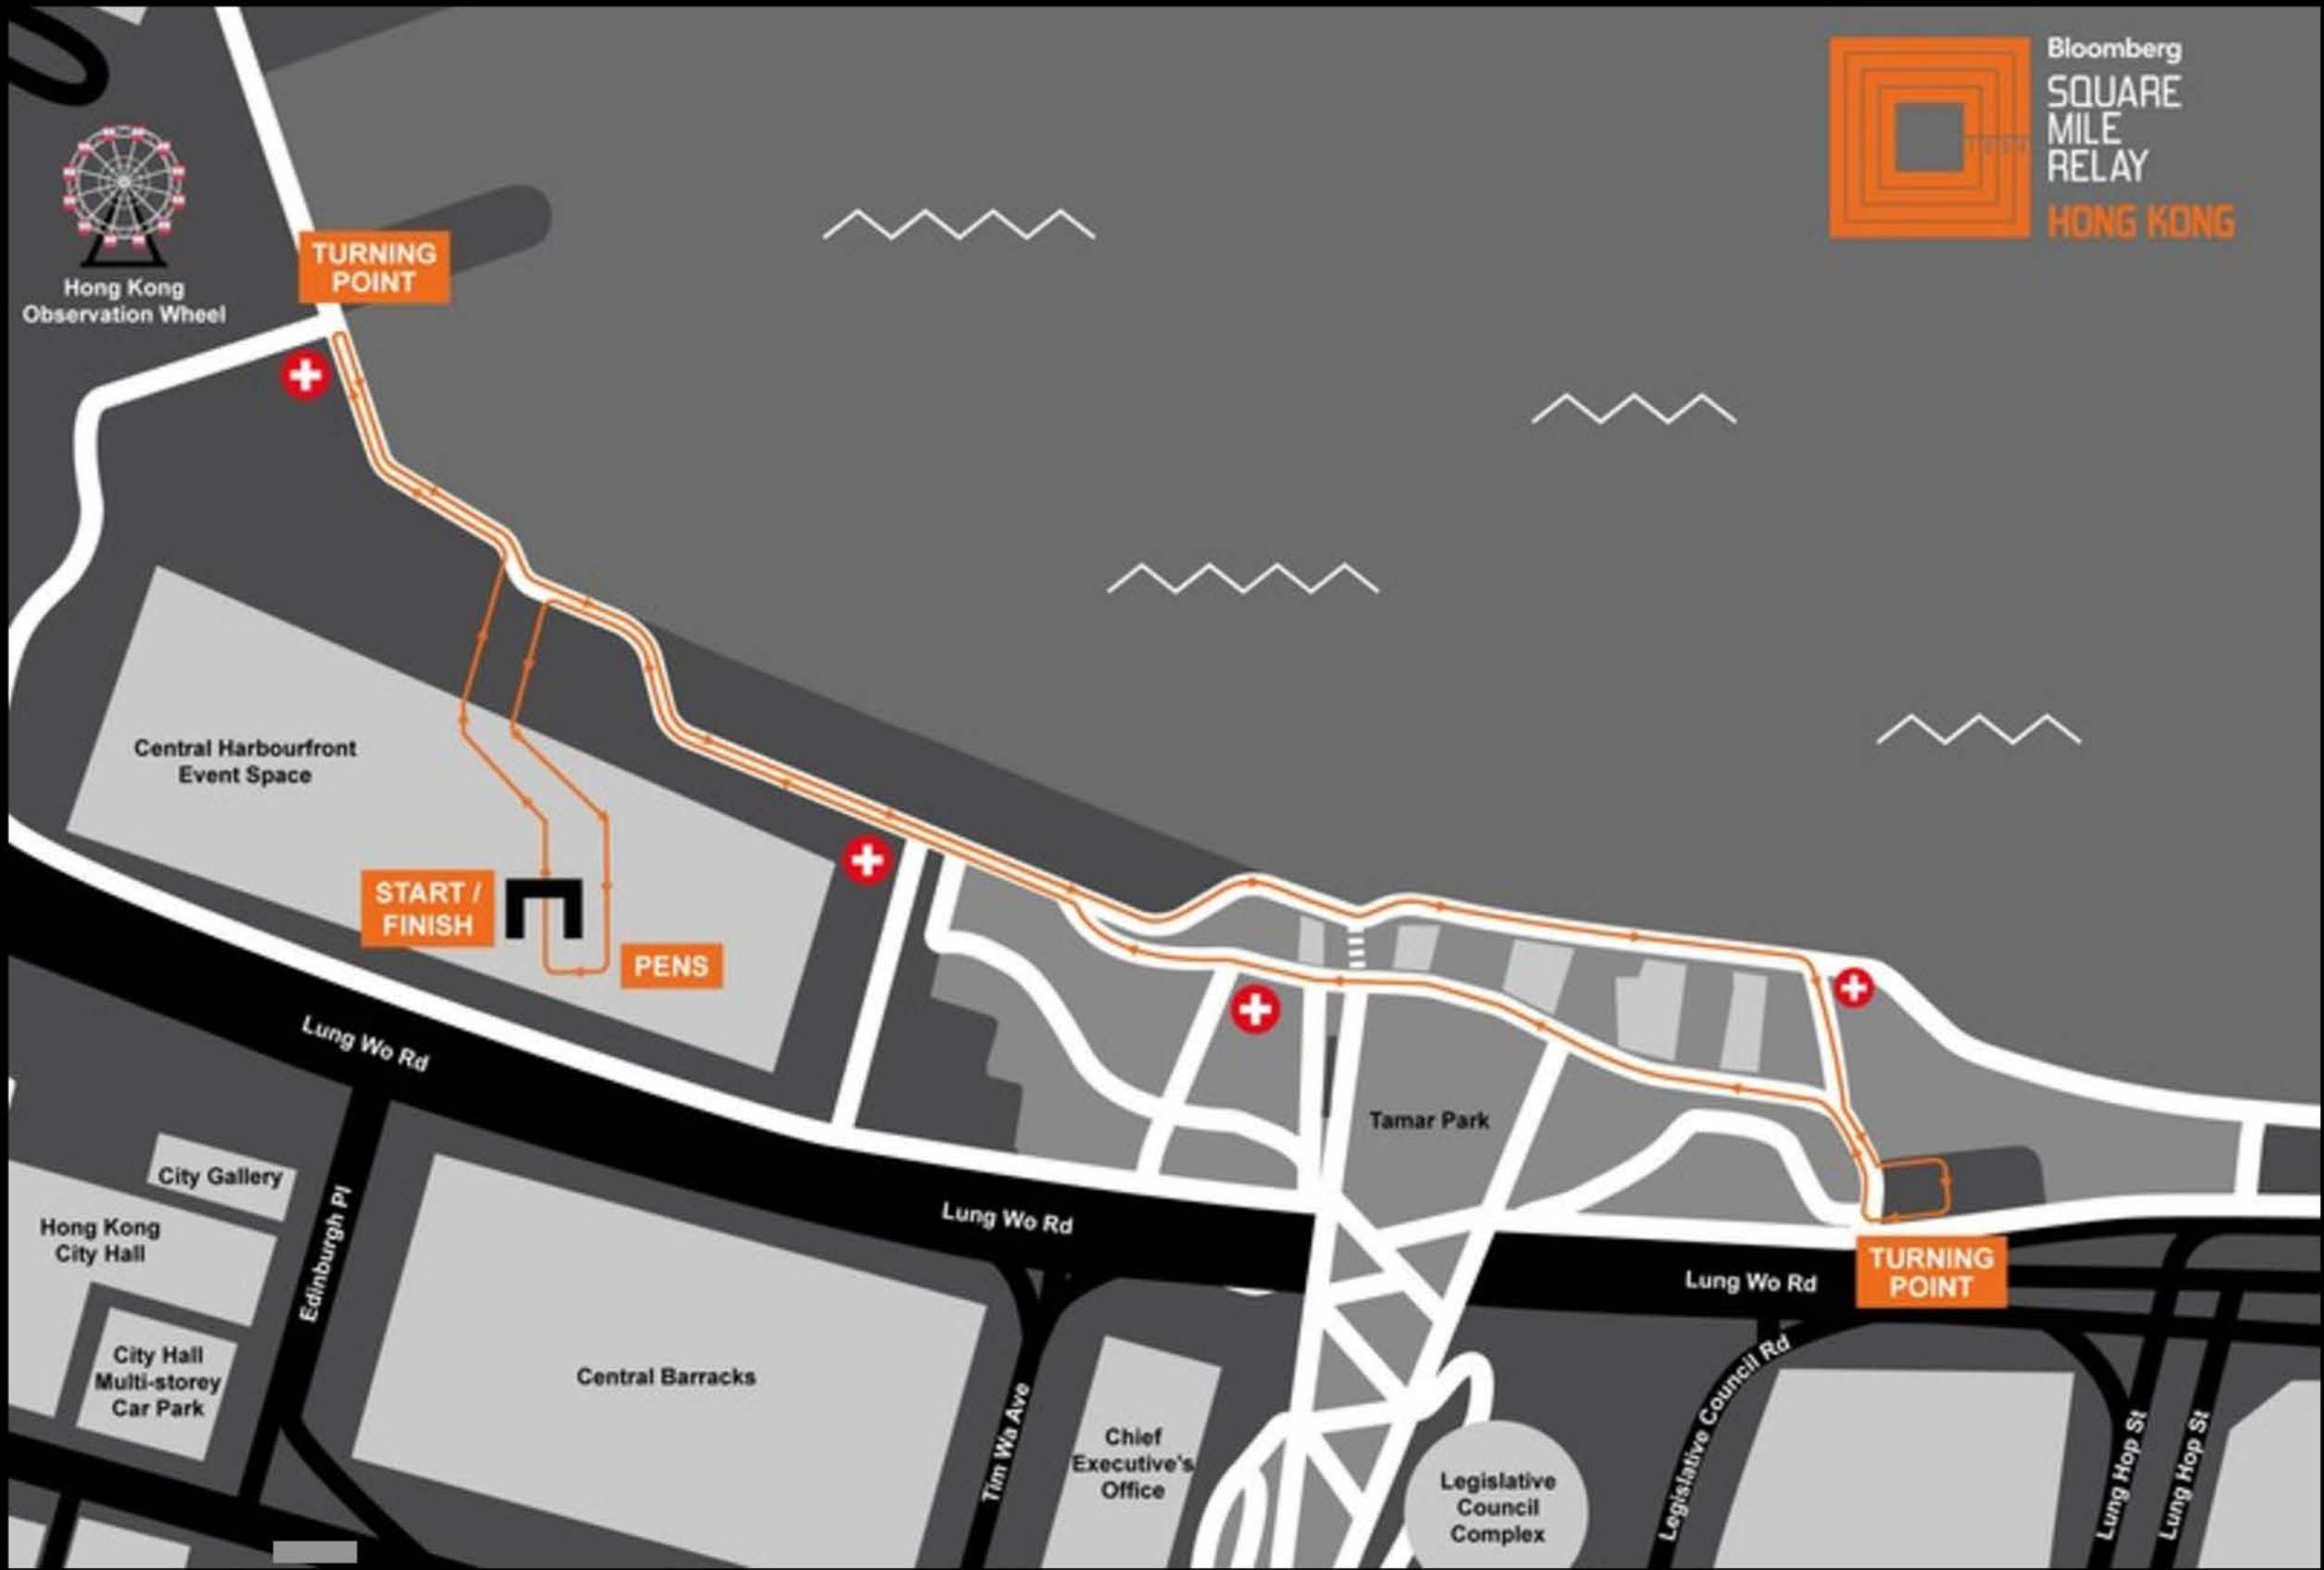 Bloomberg
SQUARE
MILE
RELAY
HONG KONG
TURNING
POINT
Hong Kong
Observation Wheel
Central Harbourfront
Event Space
START /
FINISH
PENS
Lung Wo Rd
Tamar Park
City Gallery
Hong Kong
City Hall
Edinburgh Pl
Lung Wo Rd
TURNING
POINT
Lung Wo Rd
City Hall
Multi-storey
Car Park
Central Barracks
Tim Wa Ave
Chief
Executive's
Office
Legislative
Council
Complex
Legislative Council Rd
Lung Hop St
Lung Hop St